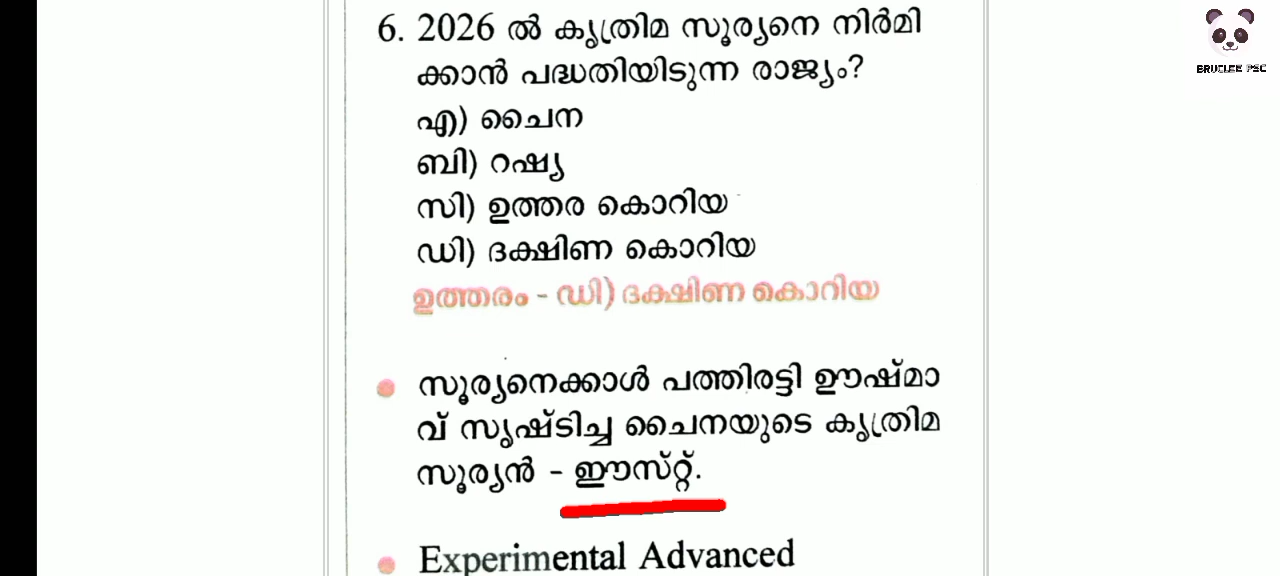 6. 2026 ൽ കൃത്രിമ സൂര്യനെ നിർമി
ക്കാൻ പദ്ധതിയിടുന്ന രാജ്യം?
എ) ചൈന
ബി) റഷ്യ
സി) ഉത്തര കൊറിയ
ഡി) ദക്ഷിണ കൊറിയ
ഉത്തരം - ഡി) ദക്ഷിണ കൊറിയ
സൂര്യനെക്കാൾ പത്തിരട്ടി ഊഷ്മാ
വ് സൃഷ്ടിച്ച ചൈനയുടെ കൃത്രിമ
സൂര്യൻ - ഈസ്റ്റ്.
Experimental Advanced
BRUCLEE PSC